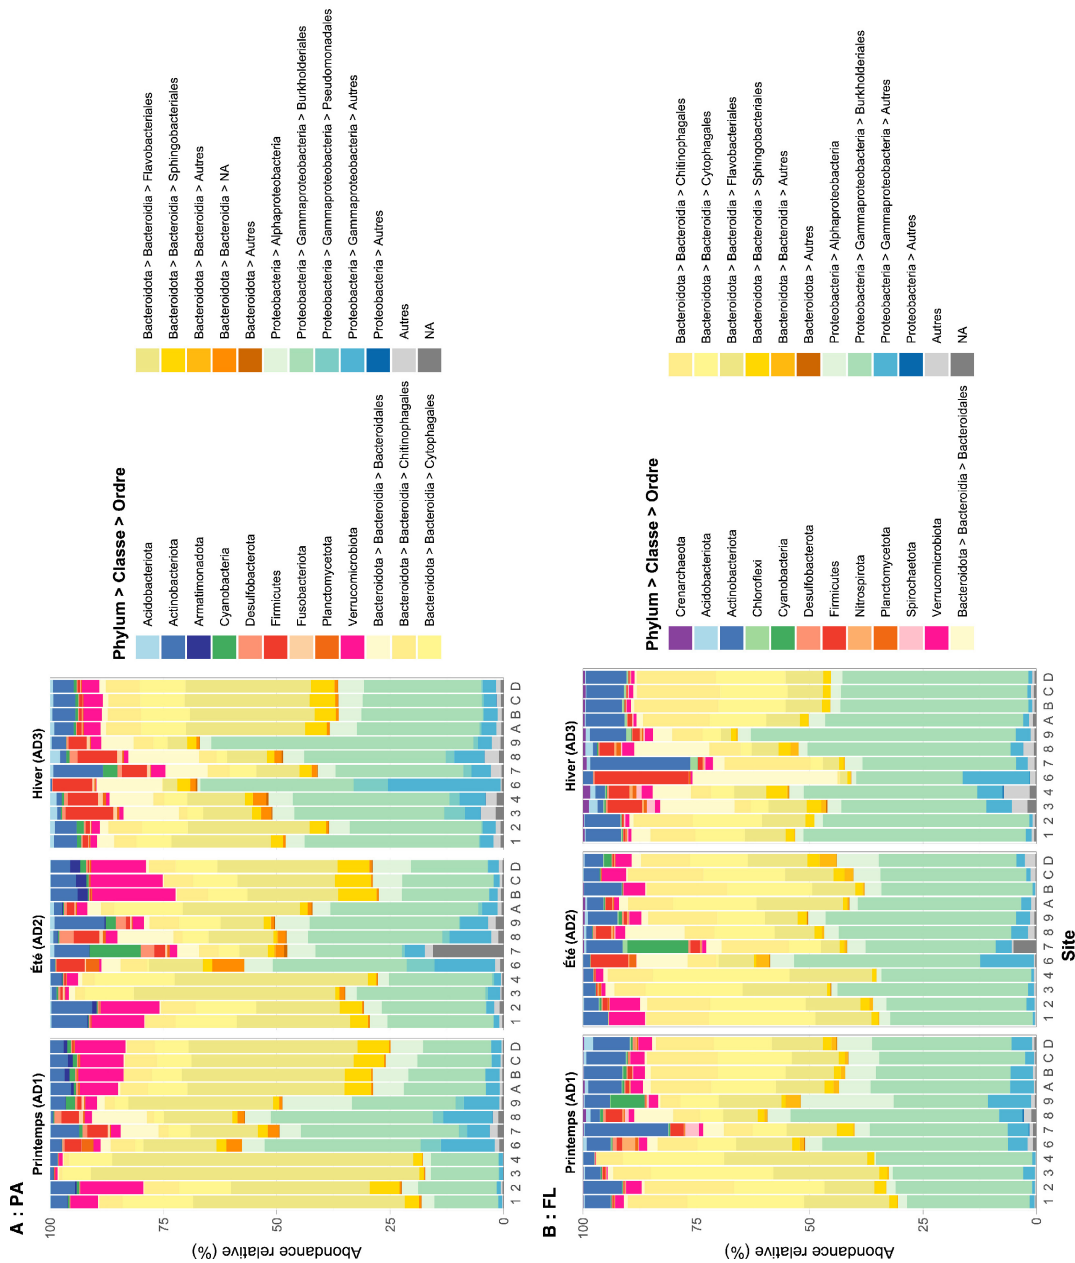 A : PA
Printemps (AD1)
Été (AD2)
Hiver (AD3)
Abondance relative (%)
100
75
50
25
0
1 2 3 4 6 7 8 9 A B C D
1 2 3 4 6 7 8 9 A B C D
1 2 3 4 6 7 8 9 A B C D
Phylum > Classe > Ordre
Acidobacteriota
Actinobacteriota
Armatimonadota
Cyanobacteria
Desulfobacterota
Firmicutes
Fusobacteriota
Planctomycetota
Verrucomicrobiota
Bacteroidota > Bacteroidia > Bacteroidales
Bacteroidota > Bacteroidia > Chitinophagales
Bacteroidota > Bacteroidia > Cytophagales
Bacteroidota > Bacteroidia > Flavobacteriales
Bacteroidota > Bacteroidia > Sphingobacteriales
Bacteroidota > Bacteroidia > Autres
Bacteroidota > Bacteroidia > NA
Bacteroidota > Autres
Proteobacteria > Alphaproteobacteria
Proteobacteria > Gammaproteobacteria > Burkholderiales
Proteobacteria > Gammaproteobacteria > Pseudomonadales
Proteobacteria > Gammaproteobacteria > Autres
Proteobacteria > Autres
Autres
NA
B : FL
Printemps (AD1)
Été (AD2)
Hiver (AD3)
Abondance relative (%)
100
75
50
25
0
1 2 3 4 6 7 8 9 A B C D
1 2 3 4 6 7 8 9 A B C D
1 2 3 4 6 7 8 9 A B C D
Site
Phylum > Classe > Ordre
Crenarchaeota
Acidobacteriota
Actinobacteriota
Chloroflexi
Cyanobacteria
Desulfobacterota
Firmicutes
Nitrospirota
Planctomycetota
Spirochaetota
Verrucomicrobiota
Bacteroidota > Bacteroidia > Bacteroidales
Bacteroidota > Bacteroidia > Chitinophagales
Bacteroidota > Bacteroidia > Cytophagales
Bacteroidota > Bacteroidia > Flavobacteriales
Bacteroidota > Bacteroidia > Sphingobacteriales
Bacteroidota > Bacteroidia > Autres
Bacteroidota > Autres
Proteobacteria > Alphaproteobacteria
Proteobacteria > Gammaproteobacteria > Burkholderiales
Proteobacteria > Gammaproteobacteria > Autres
Proteobacteria > Autres
Autres
NA